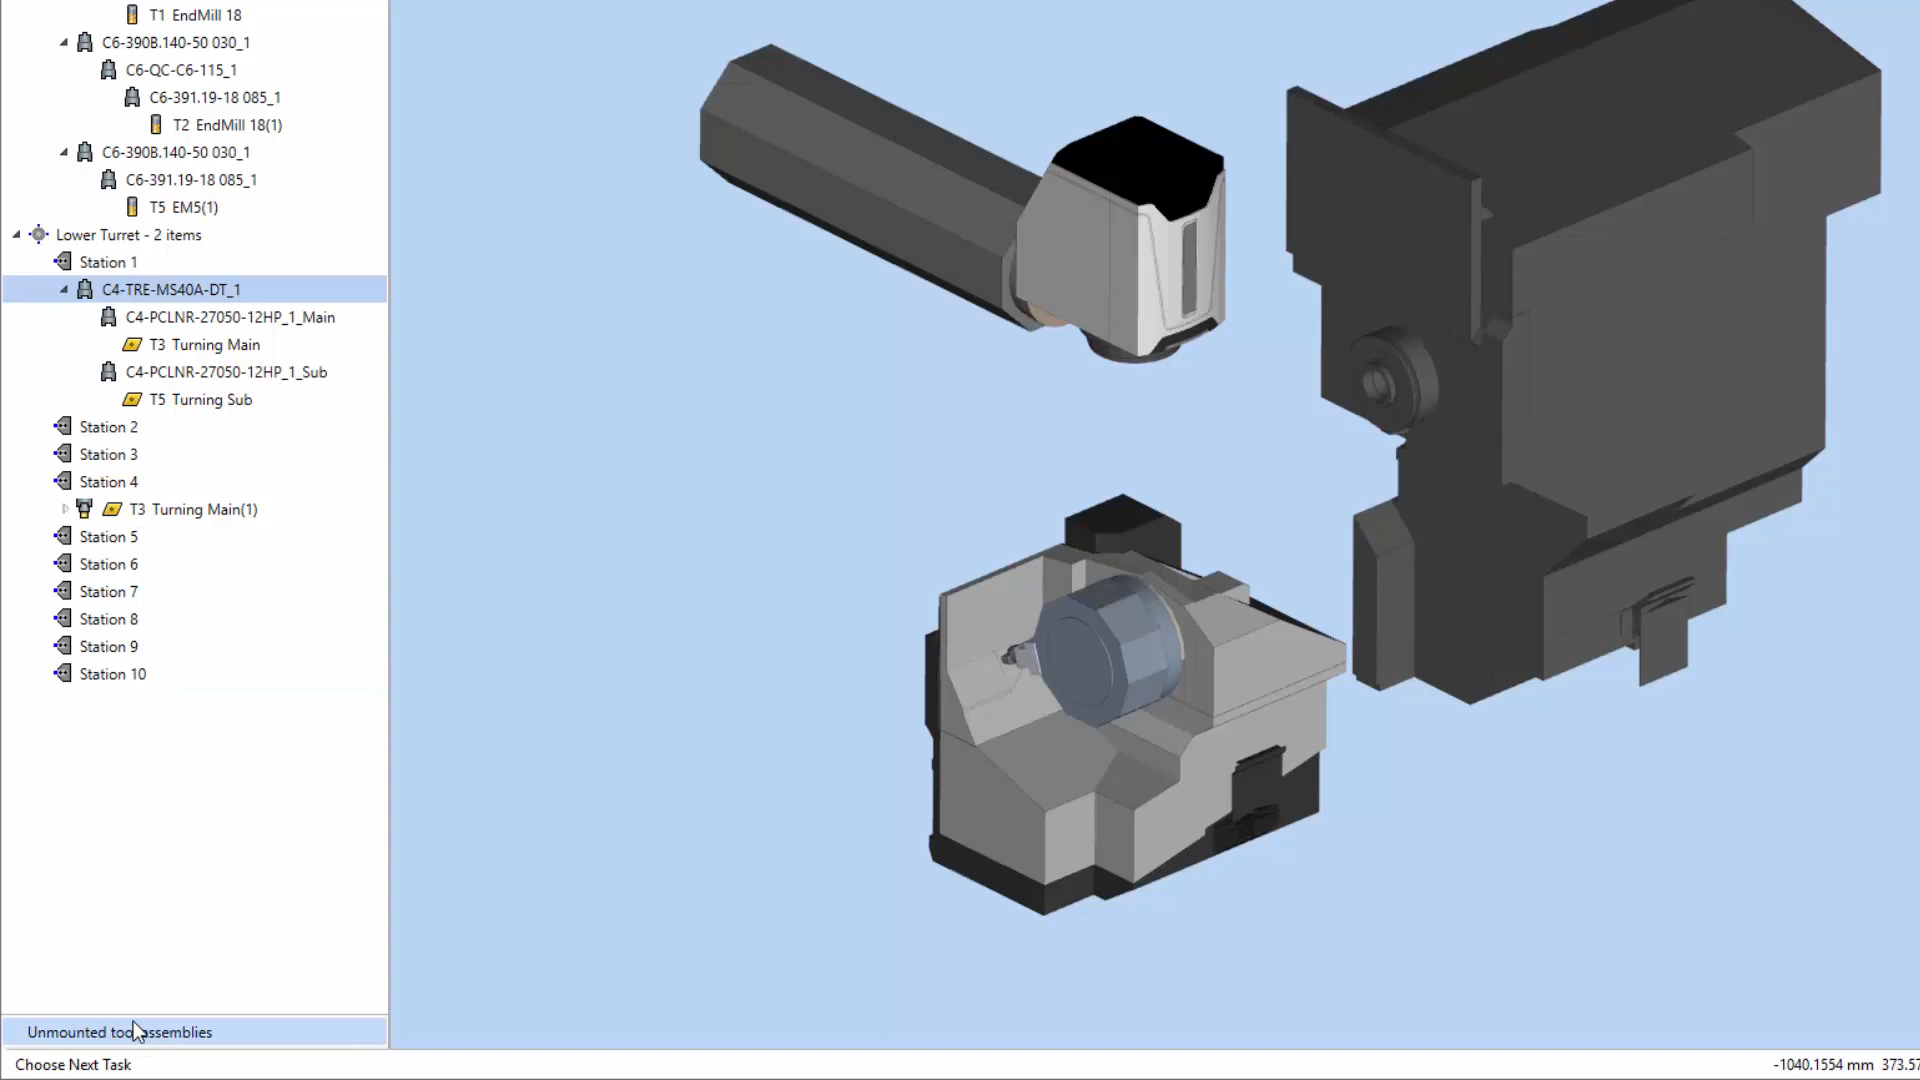 T1 EndMill 18
C6-390B.140-50 030_1
C6-QC-C6-115_1
C6-391.19-18 085_1
T2 EndMill 18(1)
C6-390B.140-50 030_1
C6-391.19-18 085_1
T5 EM5(1)
Lower Turret - 2 items
Station 1
C4-TRE-MS40A-DT_1
C4-PCLNR-27050-12HP_1_Main
T3 Turning Main
C4-PCLNR-27050-12HP_1_Sub
T5 Turning Sub
Station 2
Station 3
Station 4
T3 Turning Main(1)
Station 5
Station 6
Station 7
Station 8
Station 9
Station 10
Unmounted tool assemblies
Choose Next Task
-1040.1554 mm 373.57